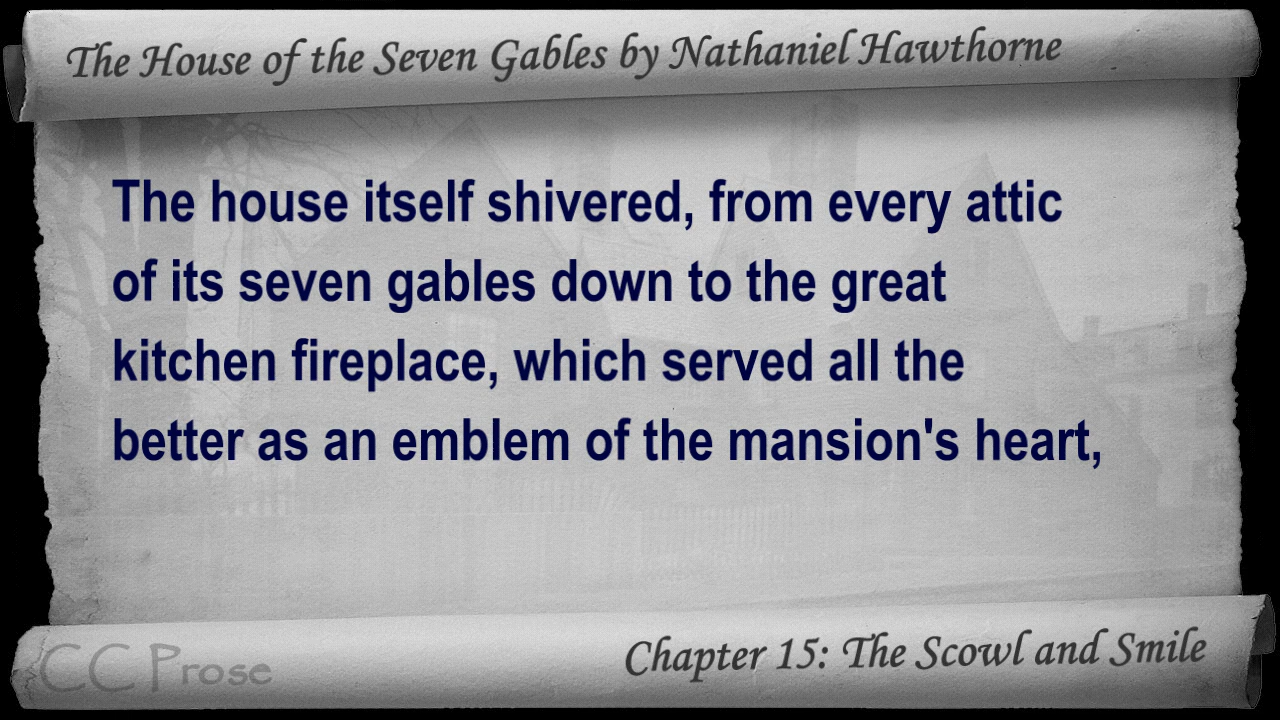 The House of the Seven Gables by Nathaniel Hawthorne
The house itself shivered, from every attic
of its seven gables down to the great
kitchen fireplace, which served all the
better as an emblem of the mansion's heart,
CC Prose
Chapter 15: The Scowl and Smile